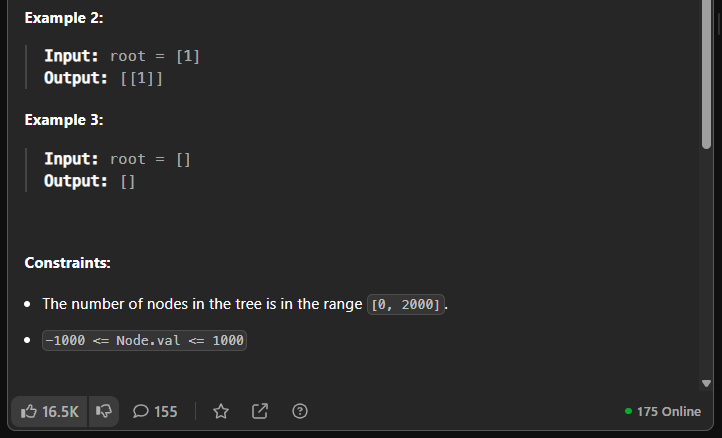 Example 2:
Input: root = [1]
Output: [[1]]
Example 3:
Input: root = []
Output: []
Constraints:
• The number of nodes in the tree is in the range [0, 2000].
• -1000 <= Node.val <= 1000
16.5K 155 175 Online